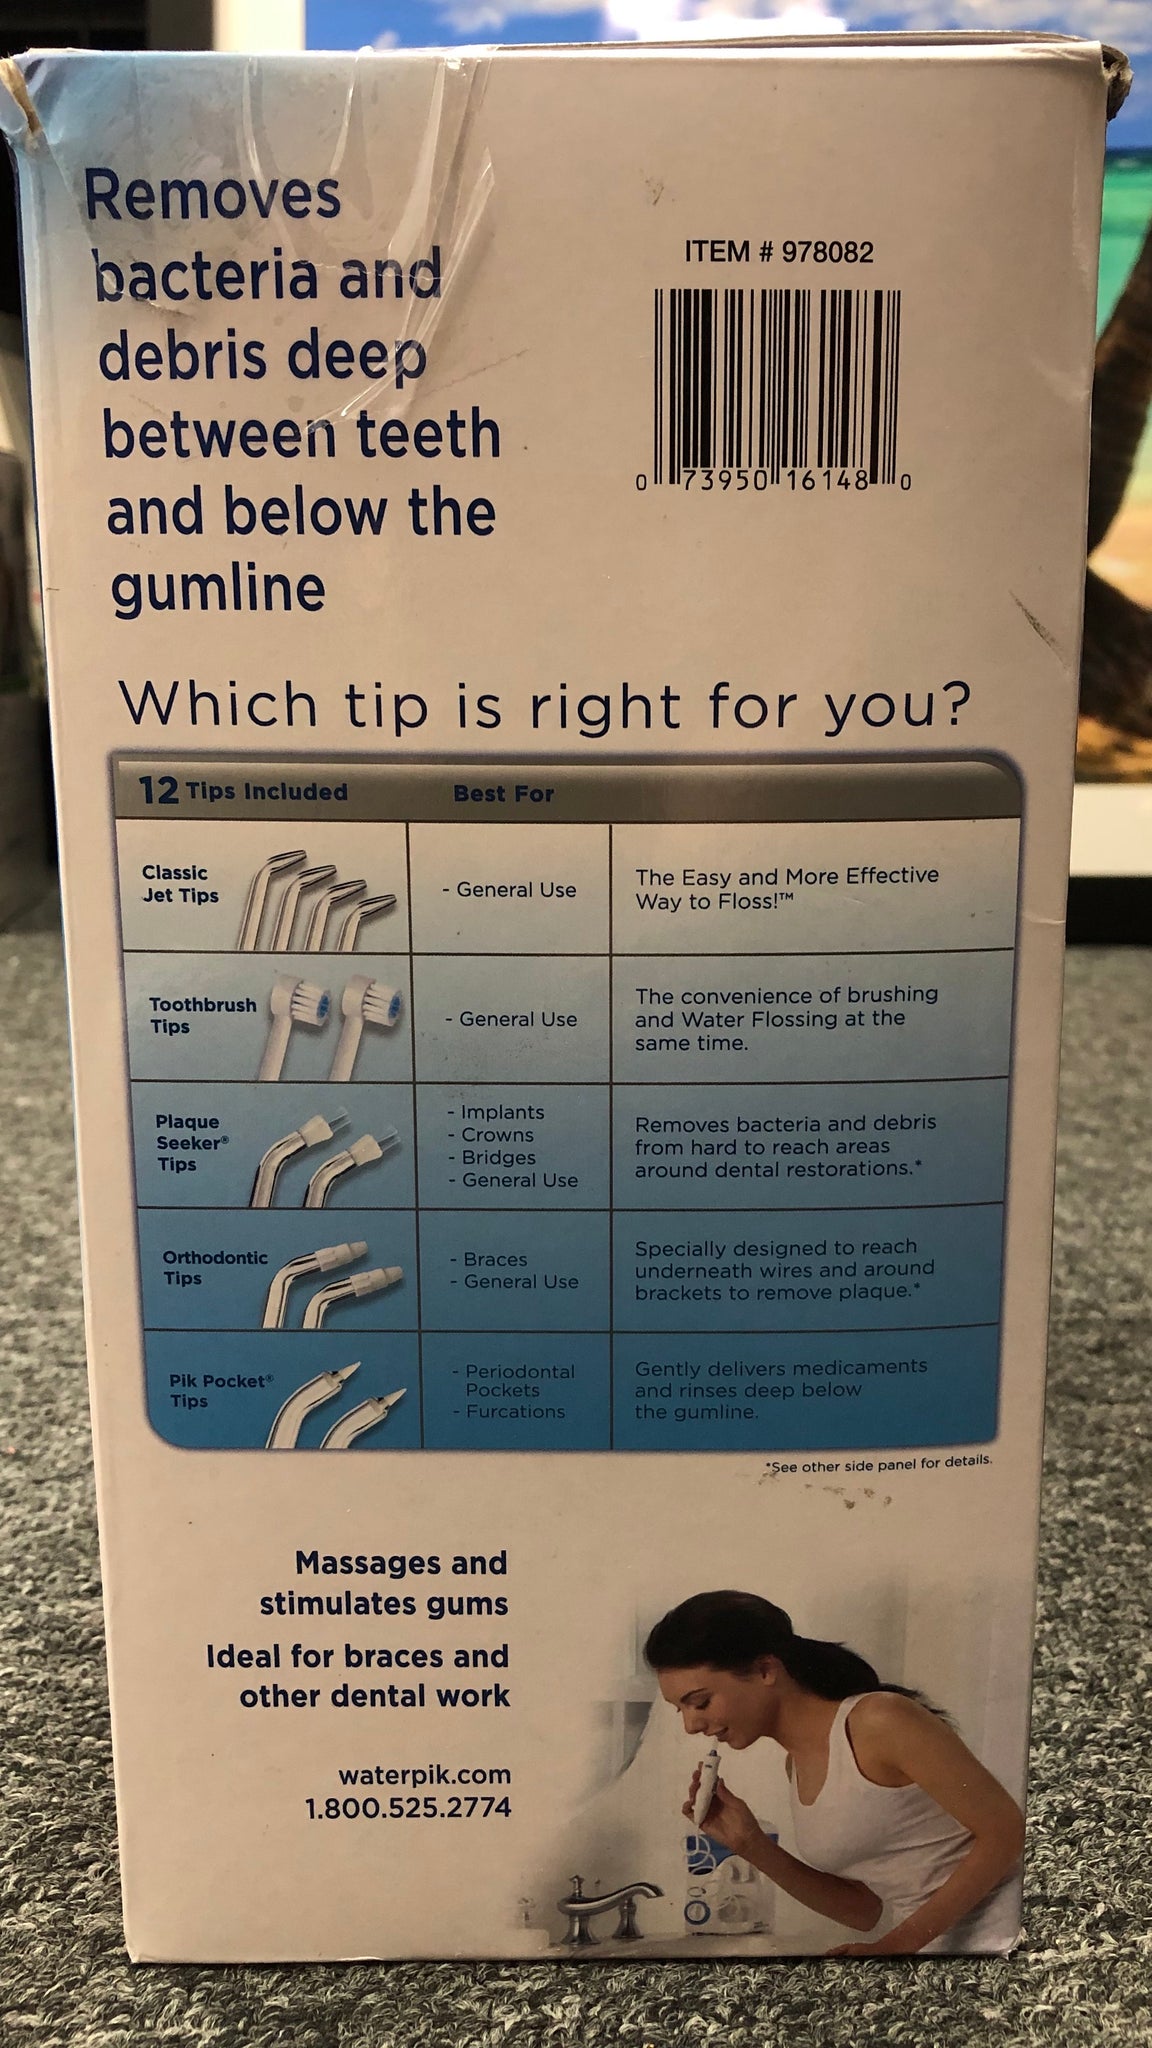 Removes
bacteria and
debris deep
between teeth
and below the
gumline
ITEM # 978082
0 73950 16148 0
Which tip is right for you?
12 Tips Included
Best For
Classic
Jet Tips
- General Use
The Easy and More Effective
Way to Floss!™
Toothbrush
Tips
- General Use
The convenience of brushing
and Water Flossing at the
same time.
Plaque
Seeker®
Tips
- Implants
- Crowns
- Bridges
- General Use
Removes bacteria and debris
from hard to reach areas
around dental restorations.*
Orthodontic
Tips
- Braces
- General Use
Specially designed to reach
underneath wires and around
brackets to remove plaque.*
Pik Pocket®
Tips
- Periodontal
Pockets
- Furcations
Gently delivers medicaments
and rinses deep below
the gumline.
*See other side panel for details.
Massages and
stimulates gums
Ideal for braces and
other dental work
waterpik.com
1.800.525.2774